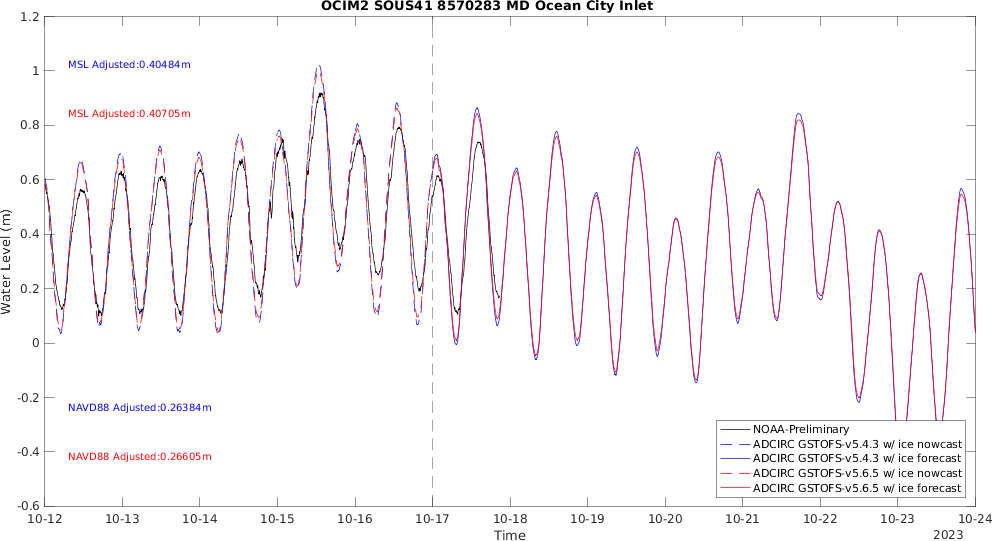 OCIM2 SOUS41 8570283 MD Ocean City Inlet
1.2
1
0.8
0.6
0.4
0.2
0
-0.2
-0.4
-0.6
Water Level (m)
MSL Adjusted:0.40484m
MSL Adjusted:0.40705m
NAVD88 Adjusted:0.26384m
NAVD88 Adjusted:0.26605m
NOAA-Preliminary
ADCIRC GSTOFS-v5.4.3 w/ ice nowcast
ADCIRC GSTOFS-v5.4.3 w/ ice forecast
ADCIRC GSTOFS-v5.6.5 w/ ice nowcast
ADCIRC GSTOFS-v5.6.5 w/ ice forecast
10-12 10-13 10-14 10-15 10-16 10-17 10-18 10-19 10-20 10-21 10-22 10-23 10-24
Time
2023